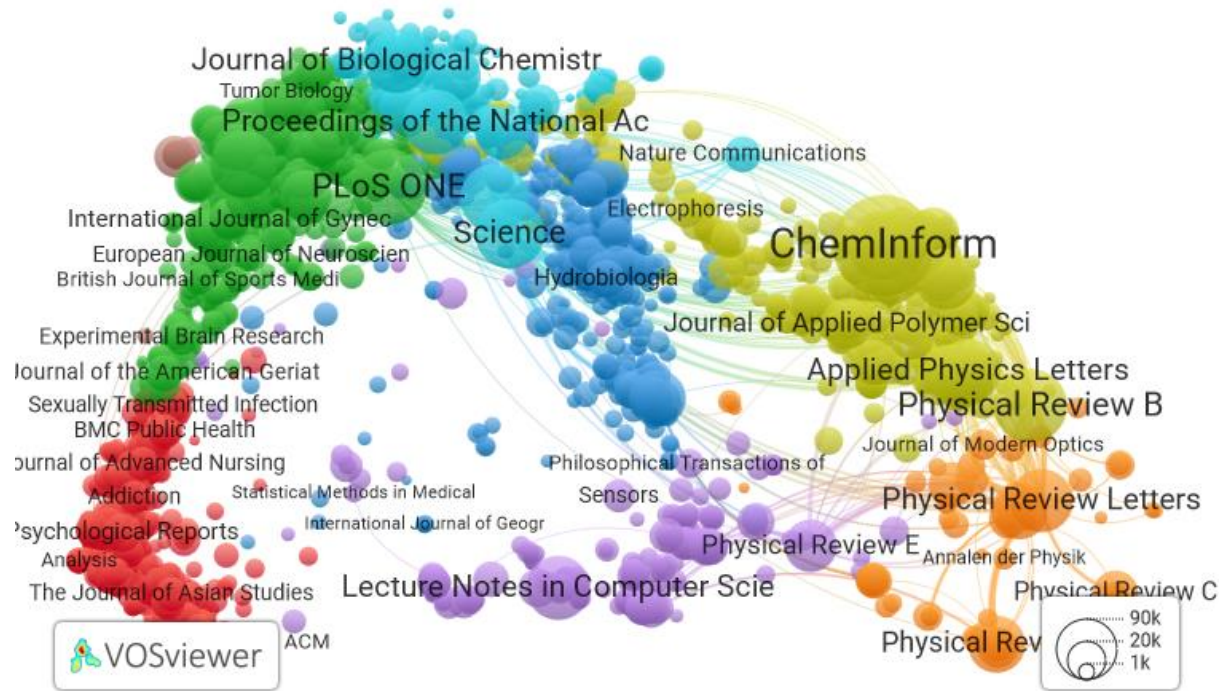 Journal of Biological Chemistr
Tumor Biology
Proceedings of the National Ac
Nature Communications
PLoS ONE
Electrophoresis
International Journal of Gynec
Science
ChemInform
European Journal of Neuroscien
British Journal of Sports Medi
Hydrobiologia
Journal of Applied Polymer Sci
Experimental Brain Research
Journal of the American Geriat
Applied Physics Letters
Sexually Transmitted Infection
Physical Review B
BMC Public Health
Journal of Modern Optics
ournal of Advanced Nursing
Philosophical Transactions of
Addiction
Statistical Methods in Medical
Sensors
Physical Review Letters
Psychological Reports
International Journal of Geogr
Physical Review E
Analysis
Annalen der Physik
The Journal of Asian Studies
Lecture Notes in Computer Scie
Physical Review C
ACM
Physical Rev
VOSviewer
90k
20k
1k